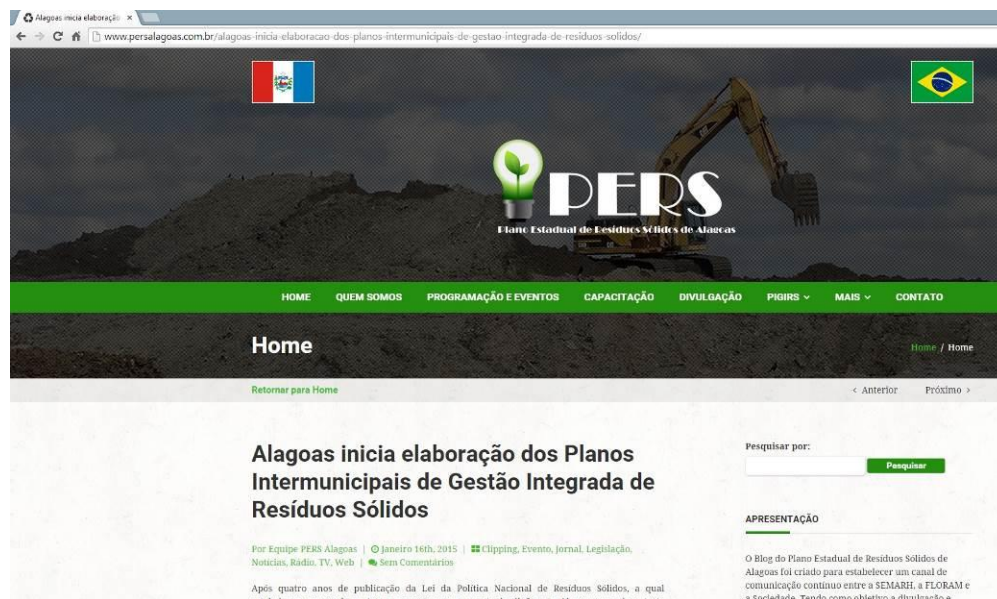 Alagoas inicia elaboração
www.persalagoas.com.br/alagoas-inicia-elaboracao-dos-planos-intermunicipais-de-gestao-integrada-de-residuos-solidos/
PERS
Plano Estadual de Resíduos Sólidos de Alagoas
HOME QUEM SOMOS PROGRAMAÇÃO E EVENTOS CAPACITAÇÃO DIVULGAÇÃO PIGIRS MAIS CONTATO
Home
Home / Home
Retornar para Home
< Anterior Próximo >
Alagoas inicia elaboração dos Planos
Intermunicipais de Gestão Integrada de
Resíduos Sólidos
Por Equipe PERS Alagoas | Janeiro 16th, 2015 | Clipping, Evento, Jornal, Legislação,
Notícias, Rádio, TV, Web | Sem Comentários
Após quatro anos de publicação da Lei da Política Nacional de Resíduos Sólidos, a qual
Pesquisar por:
Pesquisar
APRESENTAÇÃO
O Blog do Plano Estadual de Resíduos Sólidos de
Alagoas foi criado para estabelecer um canal de
comunicação contínuo entre a SEMARH, a FLORAM e
a Sociedade. Tendo como objetivo a divulgação e